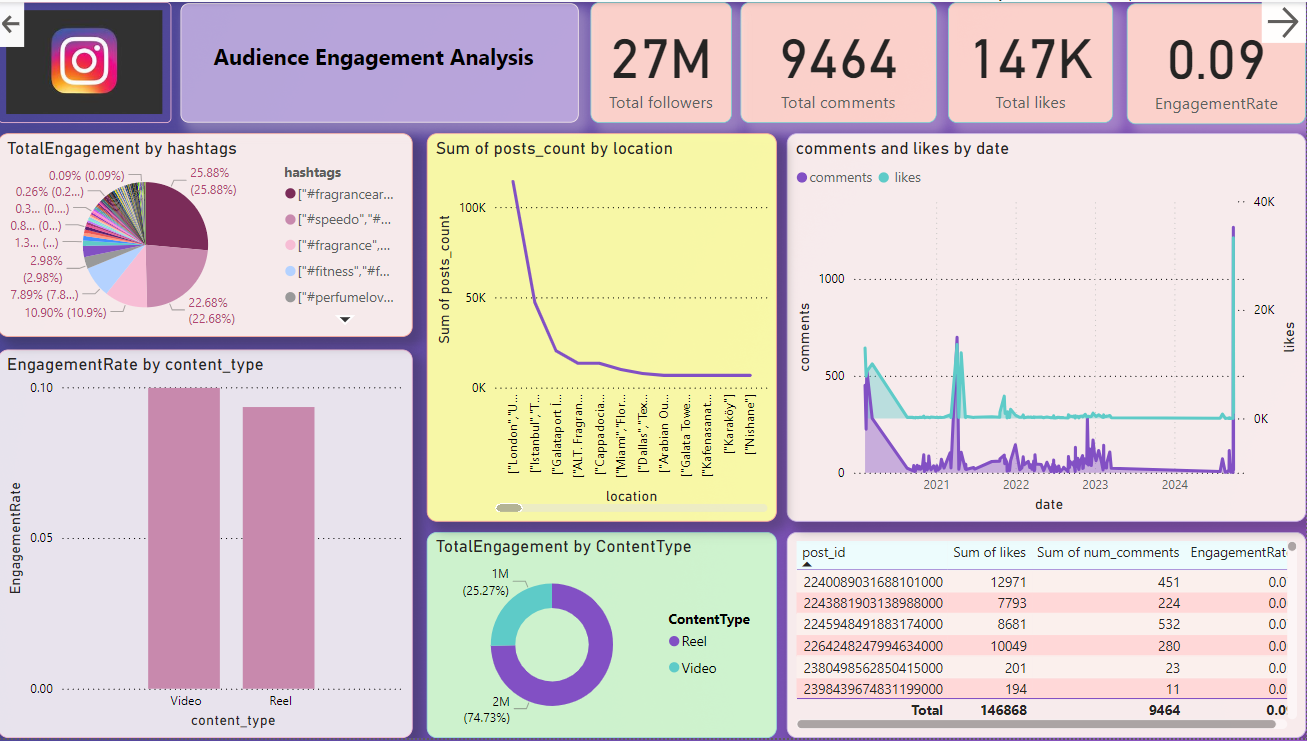 Audience Engagement Analysis
27M
Total followers
9464
Total comments
147K
Total likes
0.09
EngagementRate
TotalEngagement by hashtags
0.09% (0.09%)
0.26% (0.2...)
0.3... (0....)
0.8... (0...)
1.3... (...)
2.98%
(2.98%)
7.89% (7.8...)
10.90% (10.9%)
25.88%
(25.88%)
22.68%
(22.68%)
hashtags
["#fragrancear...
["#speedo","#...
["#fragrance",...
["#fitness","#f...
["#perfumelov...
Sum of posts_count by location
Sum of posts_count
100K
50K
0K
["London","U...
["Istanbul","T...
["Galataport İ...
["ALT. Fragran...
["Cappadocia...
["Miami","Flor...
["Dallas","Tex...
["Arabian Ou...
["Galata Towe...
["Kafenasanat...
["Karaköy"]
["Nishane"]
location
comments and likes by date
comments
likes
comments
1000
500
0
40K
20K
0K
likes
2021
2022
2023
2024
date
EngagementRate by content_type
EngagementRate
0.10
0.05
0.00
Video
Reel
content_type
TotalEngagement by ContentType
1M
(25.27%)
2M
(74.73%)
ContentType
Reel
Video
post_id Sum of likes Sum of num_comments EngagementRat
2240089031688101000 12971 451 0.0
2243881903138988000 7793 224 0.0
2245948491883174000 8681 532 0.0
2264248247994634000 10049 280 0.0
2380498562850415000 201 23 0.0
2398439674831199000 194 11 0.0
Total 146868 9464 0.0